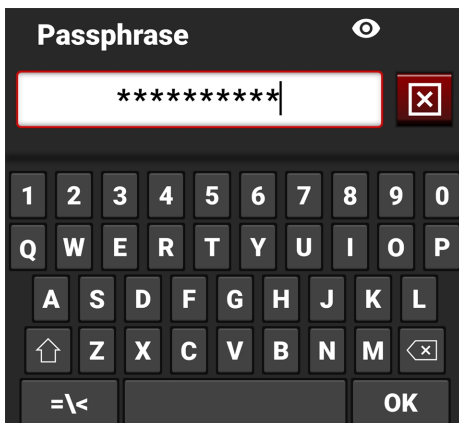 Passphrase
**********
1 2 3 4 5 6 7 8 9 0
Q W E R T Y U I O P
A S D F G H J K L
Z X C V B N M
=\< OK